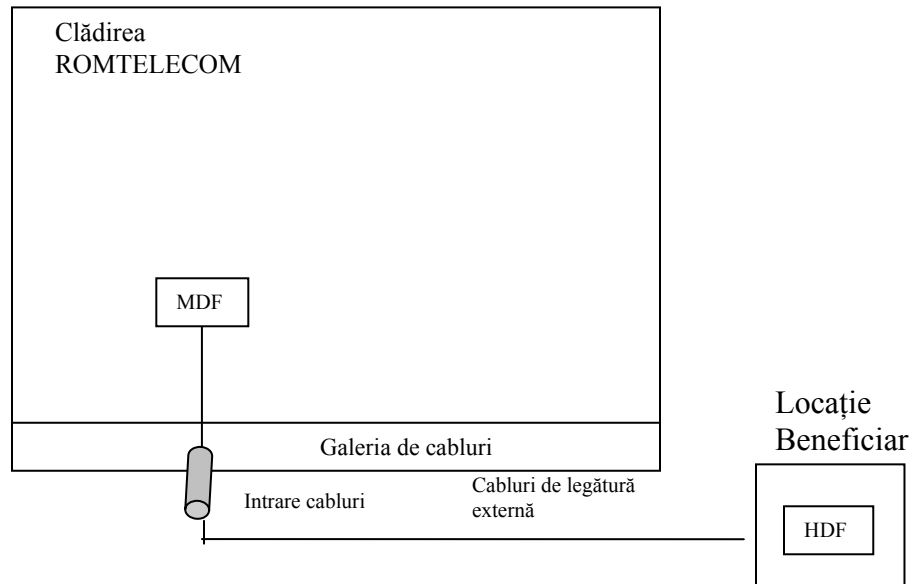 Clădirea
ROMTELECOM
MDF
Galeria de cabluri
Intrare cabluri
Cabluri de legătură
externă
Locație
Beneficiar
HDF